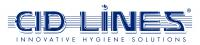 CID LINES®
INNOVATIVE HYGIENE SOLUTIONS